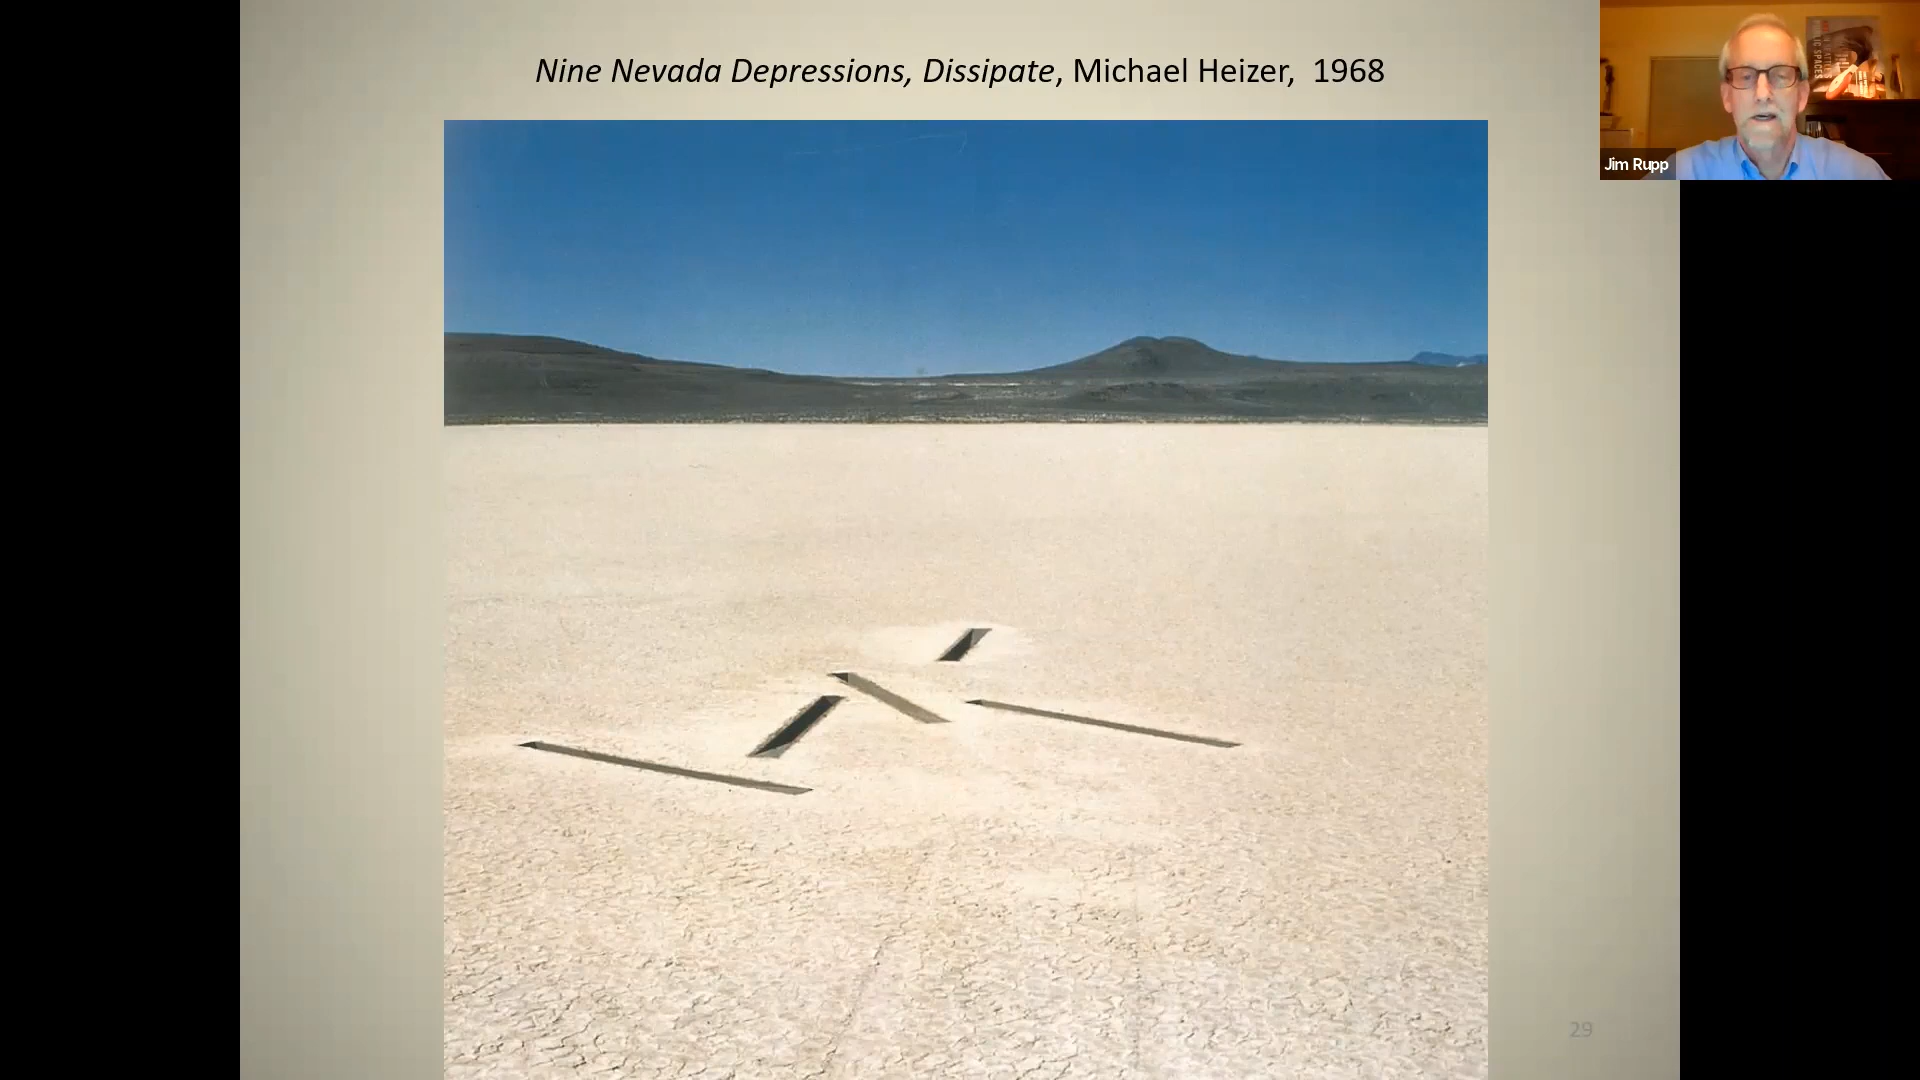 Nine Nevada Depressions, Dissipate, Michael Heizer, 1968
Jim Rupp
29